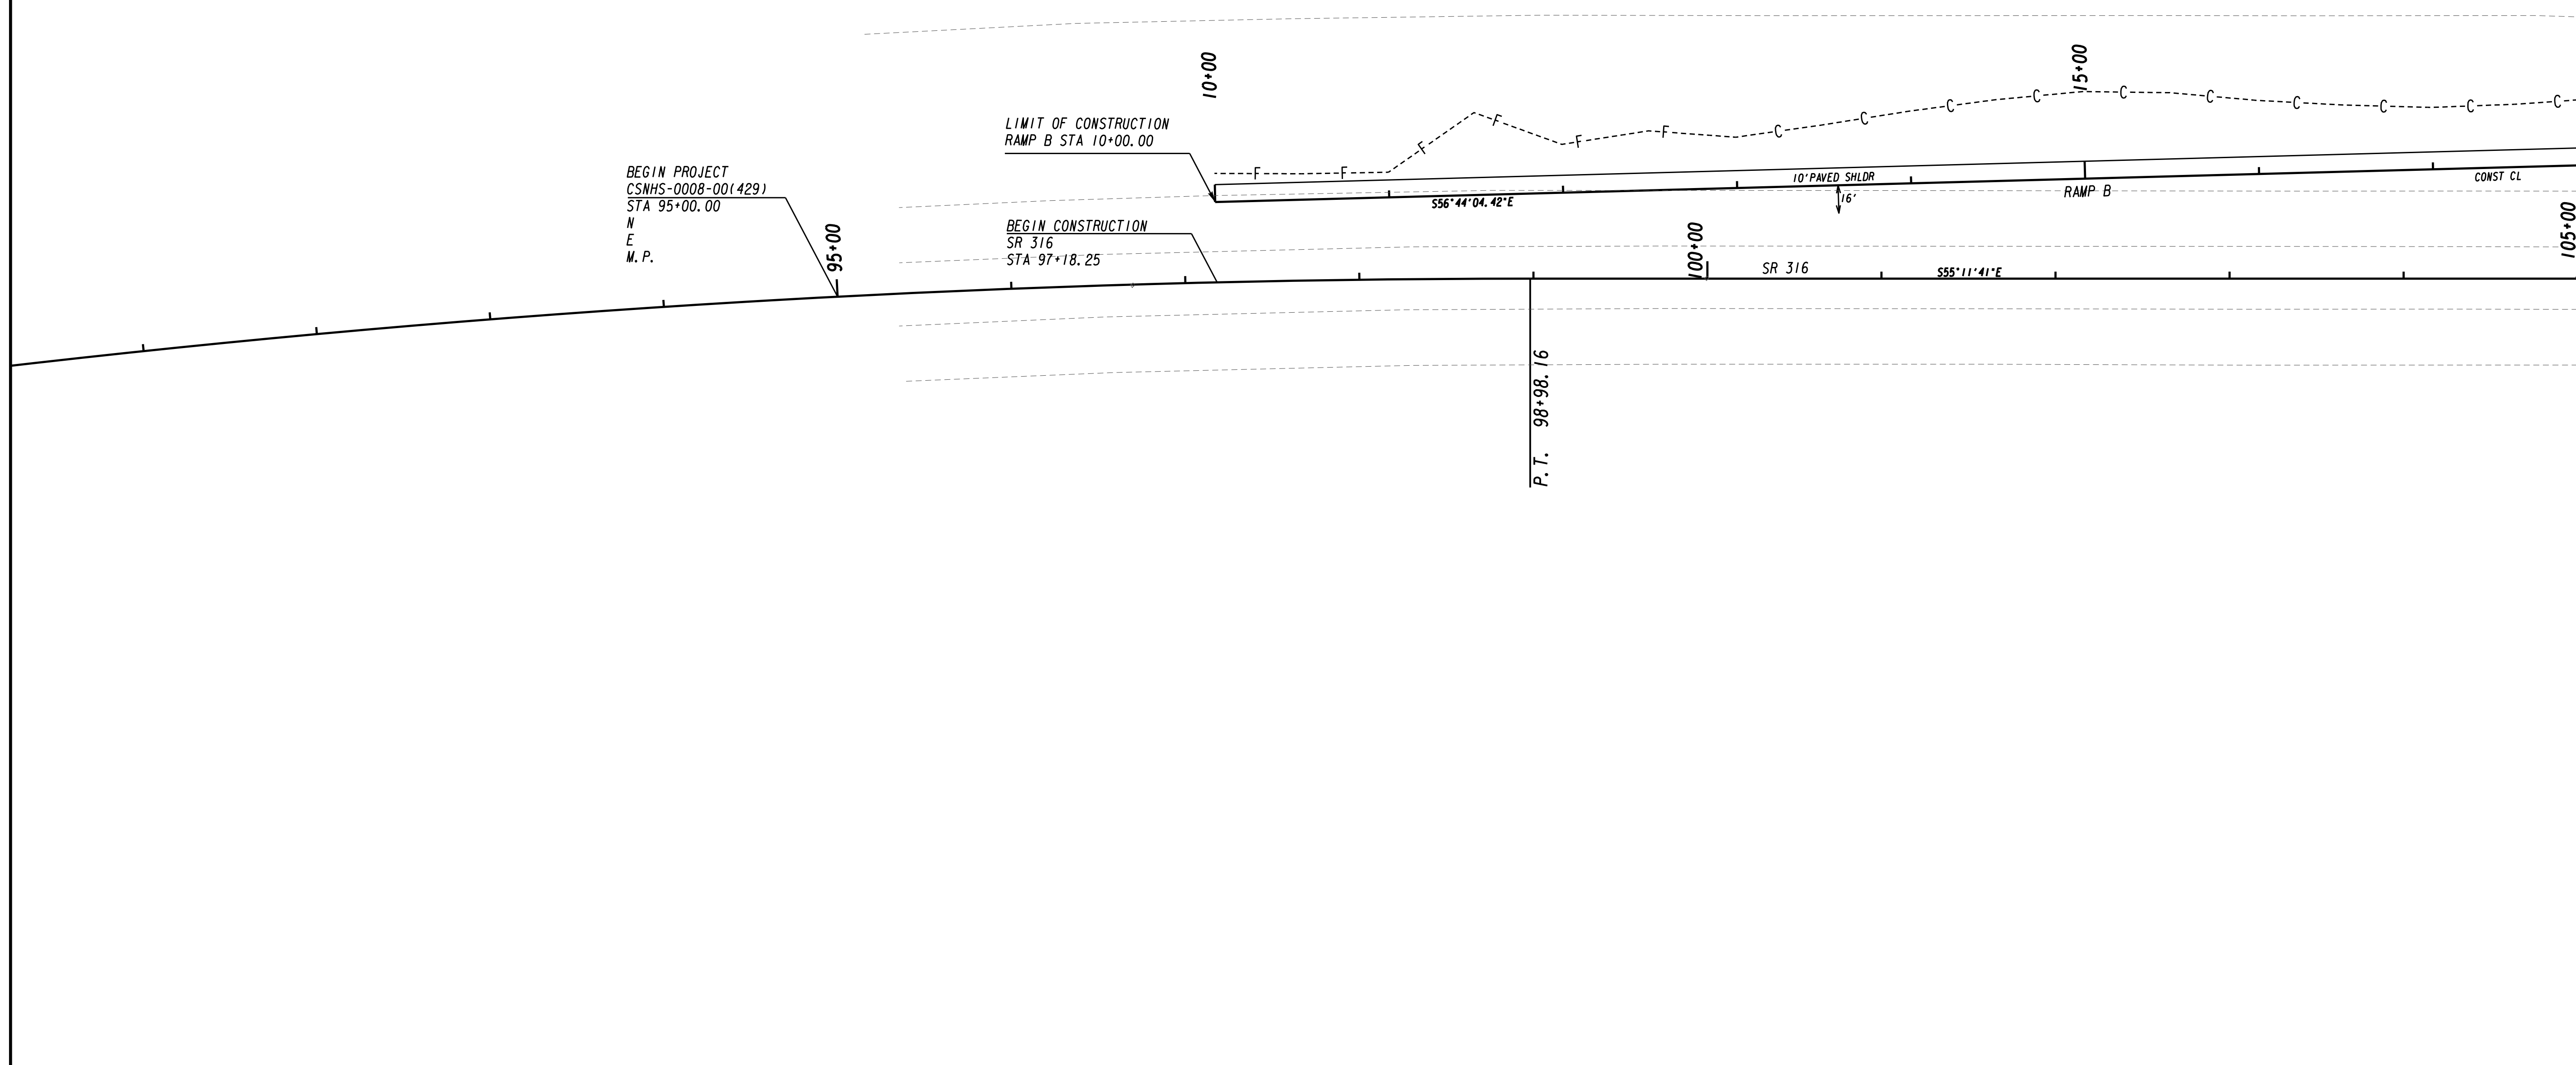 10+00
15+00
LIMIT OF CONSTRUCTION
RAMP B STA 10+00.00
BEGIN PROJECT
CSNHS-0008-00(429)
STA 95+00.00
N
E
M.P.
95+00
BEGIN CONSTRUCTION
SR 316
STA 97+18.25
F
F
F
F
F
F
C
C
C
C
C
C
C
C
C
C
10'PAVED SHLDR
16'
S56°44'04.42"E
RAMP B
CONST CL
100+00
SR 316
S55°11'41"E
105+00
P.T. 98+98.16